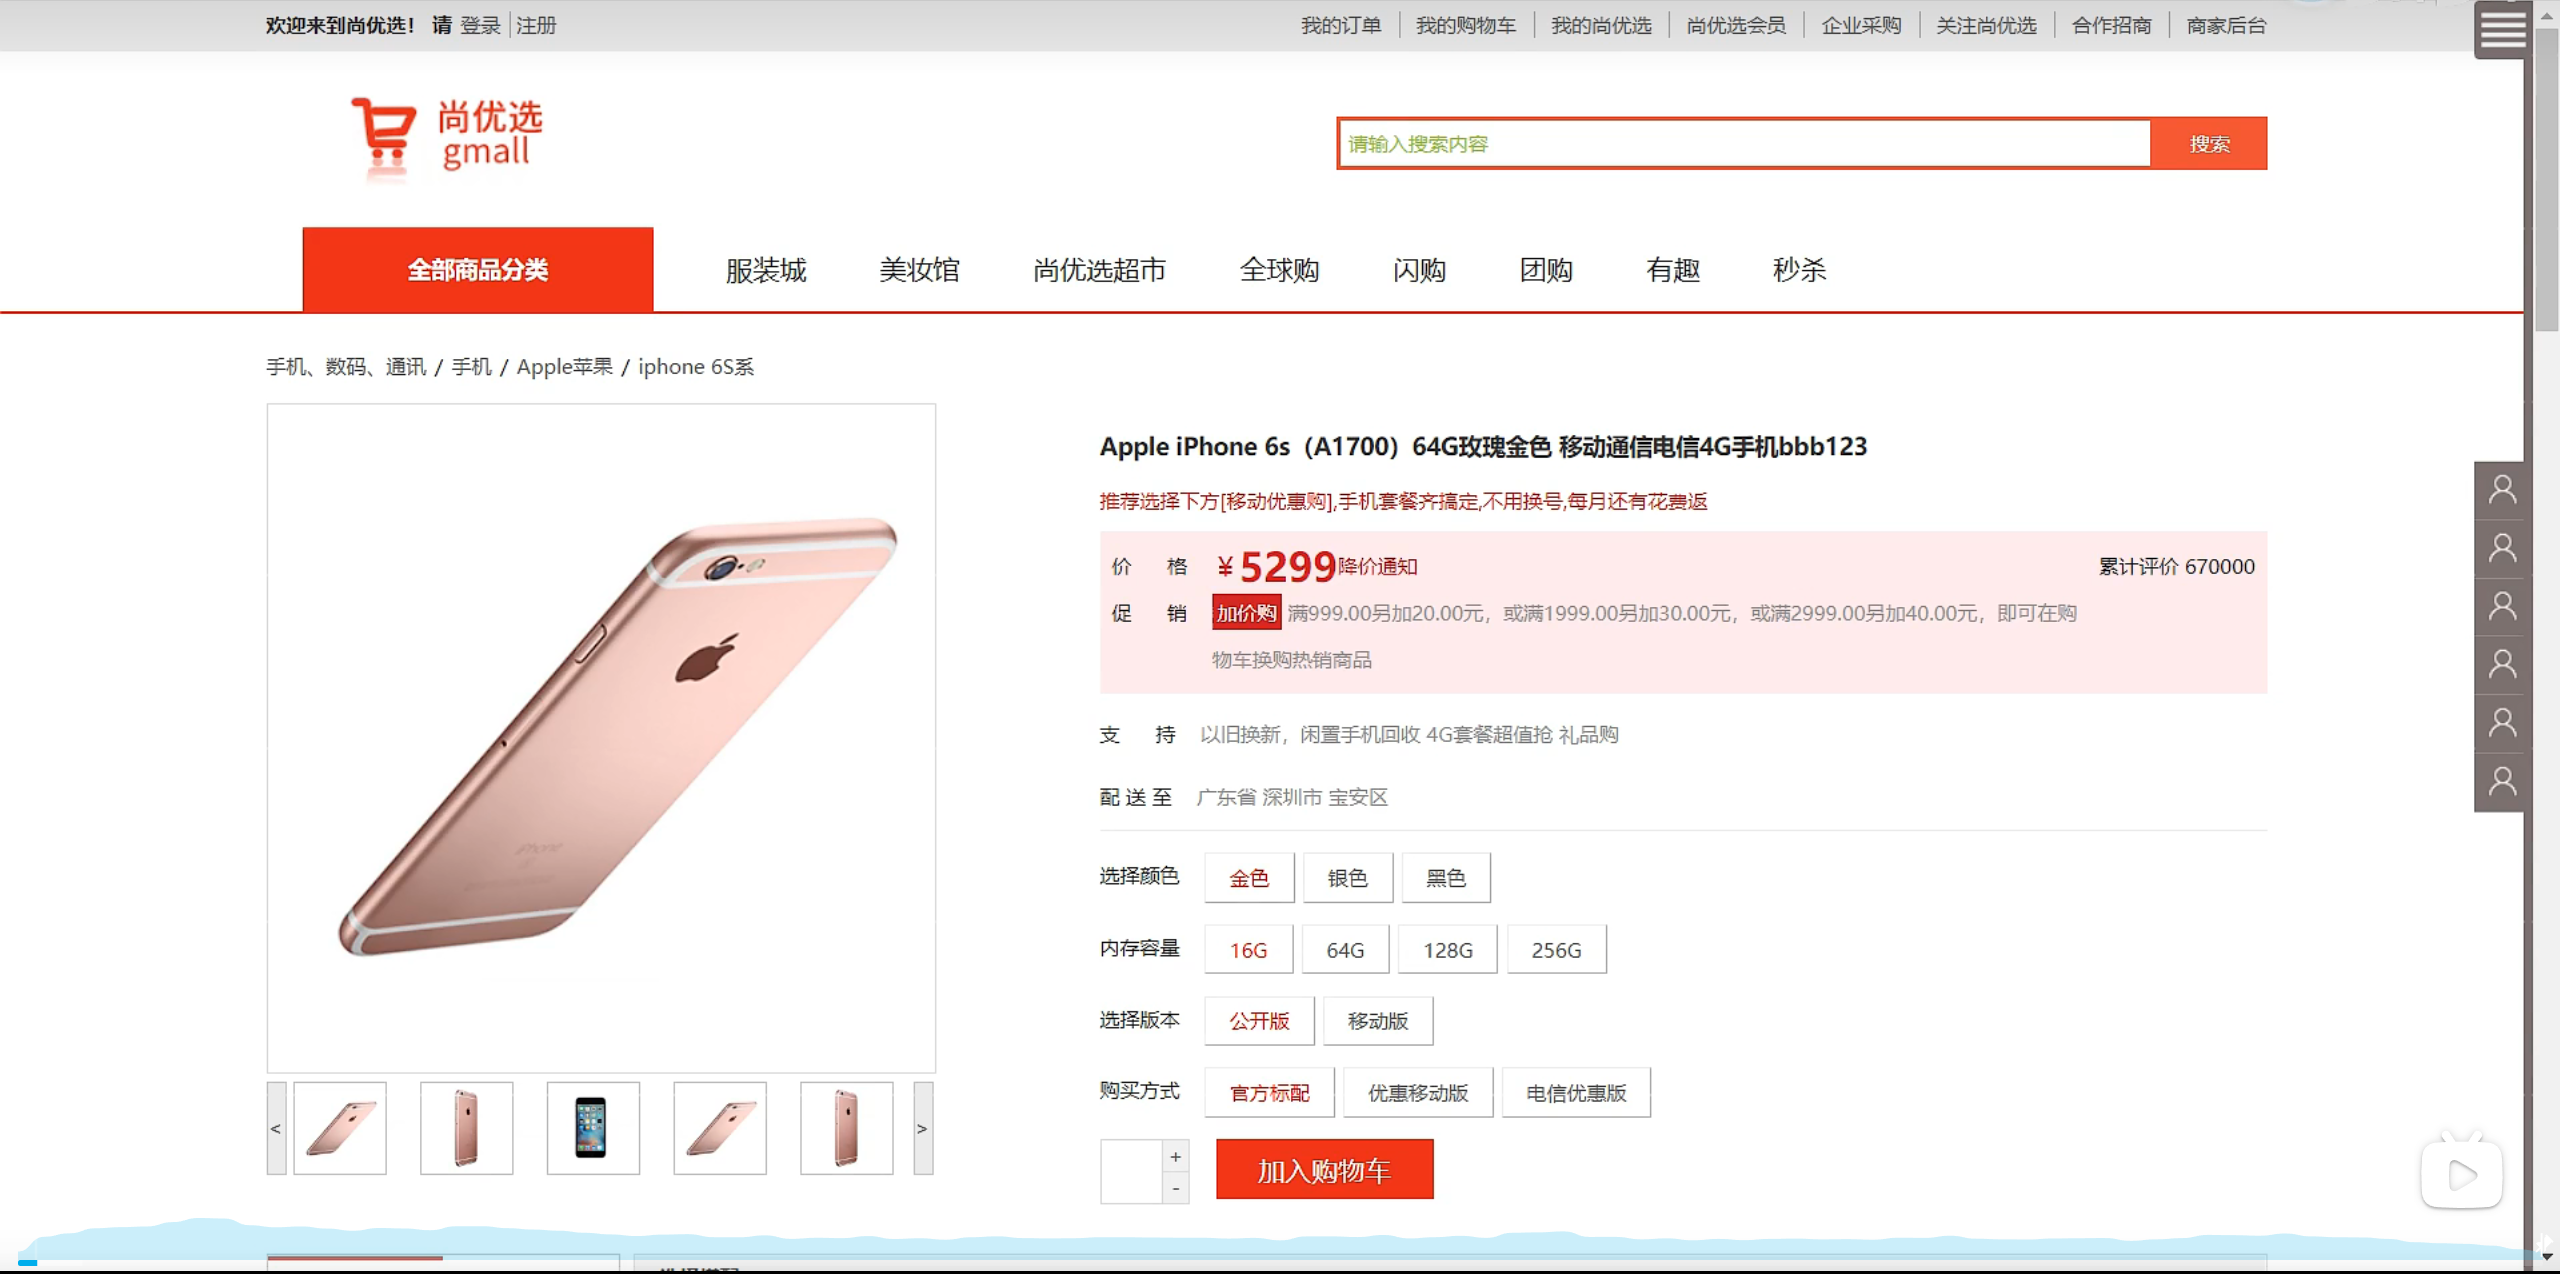 欢迎来到尚优选！ 请 登录 注册
我的订单 我的购物车 我的尚优选 尚优选会员 企业采购 关注尚优选 合作招商 商家后台
尚优选
gmall
请输入搜索内容 搜索
全部商品分类 服装城 美妆馆 尚优选超市 全球购 闪购 团购 有趣 秒杀
手机、数码、通讯 / 手机 / Apple苹果 / iphone 6S系
Apple iPhone 6s（A1700）64G玫瑰金色 移动通信电信4G手机bbb123
推荐选择下方[移动优惠购],手机套餐齐搞定,不用换号,每月还有花费返
价 格 ¥ 5299 降价通知 累计评价 670000
促 销 加价购 满999.00另加20.00元，或满1999.00另加30.00元，或满2999.00另加40.00元，即可在购
物车换购热销商品
支 持 以旧换新，闲置手机回收 4G套餐超值抢 礼品购
配 送 至 广东省 深圳市 宝安区
选择颜色 金色 银色 黑色
内存容量 16G 64G 128G 256G
选择版本 公开版 移动版
购买方式 官方标配 优惠移动版 电信优惠版
< >
+
-
加入购物车